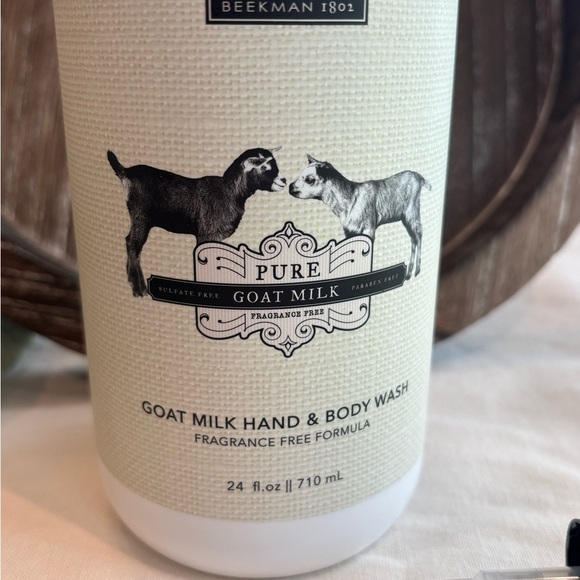 BEEKMAN 1802
PURE
SULFATE FREE GOAT MILK PARABEN FREE
FRAGRANCE FREE
GOAT MILK HAND & BODY WASH
FRAGRANCE FREE FORMULA
24 fl.oz || 710 mL